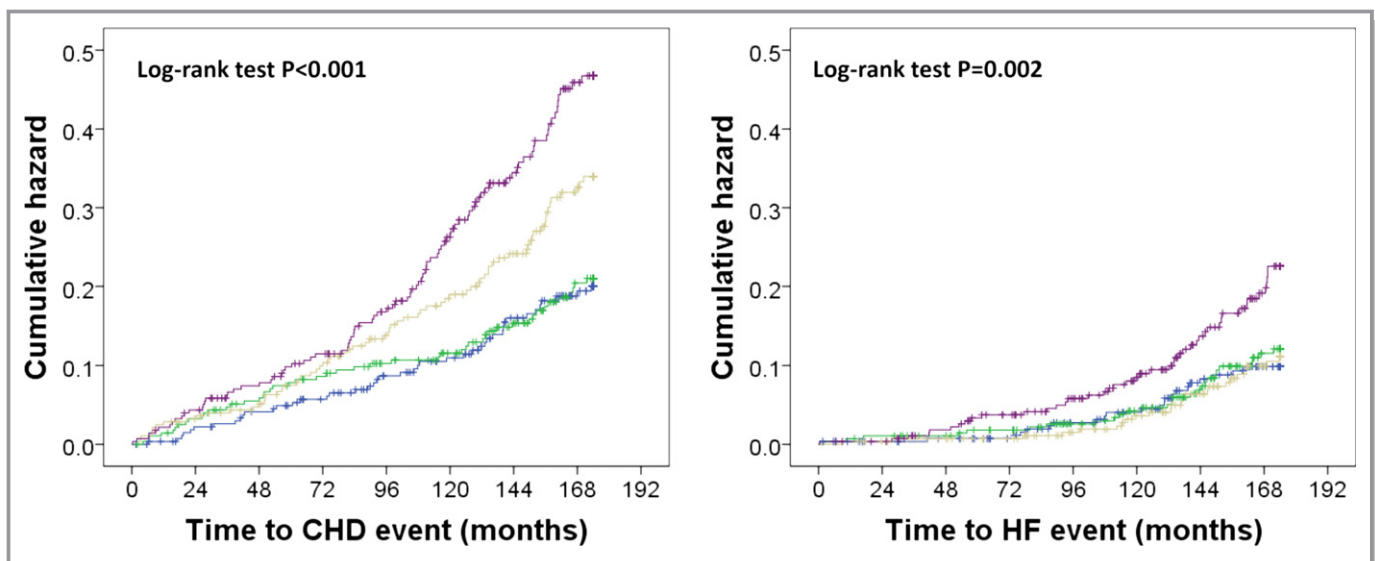 Log-rank test P<0.001
Cumulative hazard
0.5
0.4
0.3
0.2
0.1
0.0
0 24 48 72 96 120 144 168 192
Time to CHD event (months)
Log-rank test P=0.002
Cumulative hazard
0.5
0.4
0.3
0.2
0.1
0.0
0 24 48 72 96 120 144 168 192
Time to HF event (months)